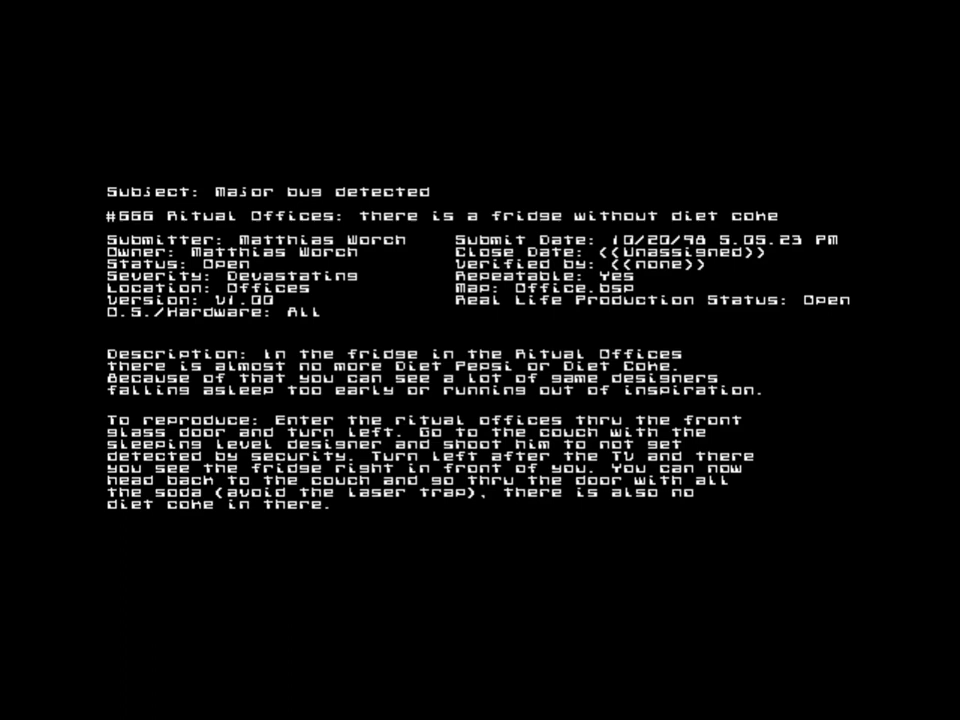 Subject: Major bug detected
#666 Ritual Offices: there is a fridge without diet coke
Submitter: Matthias Worch
Owner: Matthias Worch
Status: Open
Severity: Devastating
Location: Offices
Version: V1.00
O.S./Hardware: All
Submit Date: 10/20/98 5.05.23 PM
Close Date: ((Unassigned))
Verified by: ((none))
Repeatable: Yes
Map: Office.bsp
Real Life Production Status: Open
Description: In the fridge in the Ritual Offices
there is almost no more Diet Pepsi or Diet Coke.
Because of that you can see a lot of game designers
falling asleep too early or running out of inspiration.
To reproduce: Enter the ritual offices thru the front
glass door and turn left. Go to the couch with the
sleeping level designer and shoot him to not get
detected by security. Turn left after the TV and there
you see the fridge right in front of you. You can now
head back to the couch and go thru the door with all
the soda (avoid the laser trap), there is also no
diet coke in there.